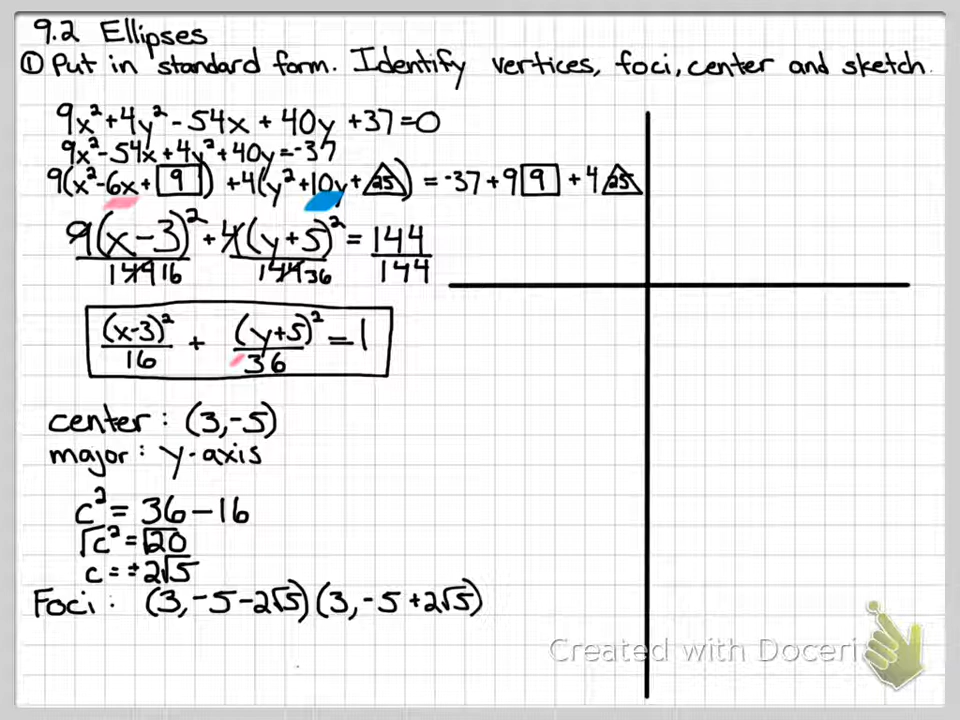 9.2 Ellipses
① Put in standard form. Identify vertices, foci, center and sketch.
9x² + 4y² - 54x + 40y + 37 = 0
9x² - 54x + 4y² + 40y = -37
9(x² - 6x + 9) + 4(y² + 10y + 25) = -37 + 9 9 + 4 25
9(x - 3)² + 4(y + 5)² = 144
144 16 144 36 144
(x-3)² + (y+5)² = 1
16 36
center : (3, -5)
major : y-axis
c² = 36 - 16
√c² = √20
c = ±2√5
Foci : (3, -5 - 2√5) (3, -5 + 2√5)
Created with Doceri